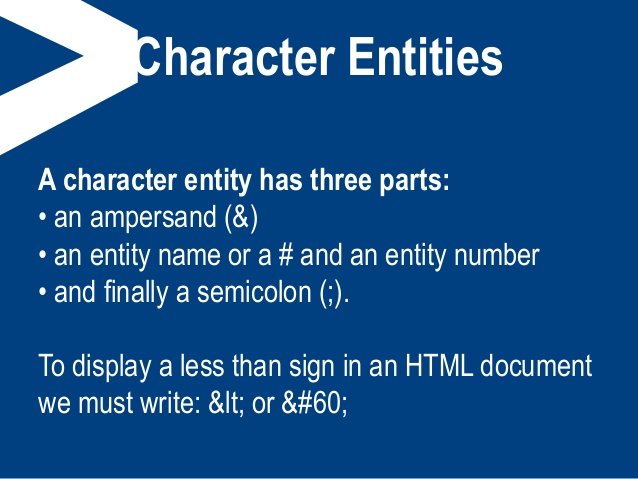 Character Entities
A character entity has three parts:
• an ampersand (&)
• an entity name or a # and an entity number
• and finally a semicolon (;).
To display a less than sign in an HTML document
we must write: &lt; or &#60;